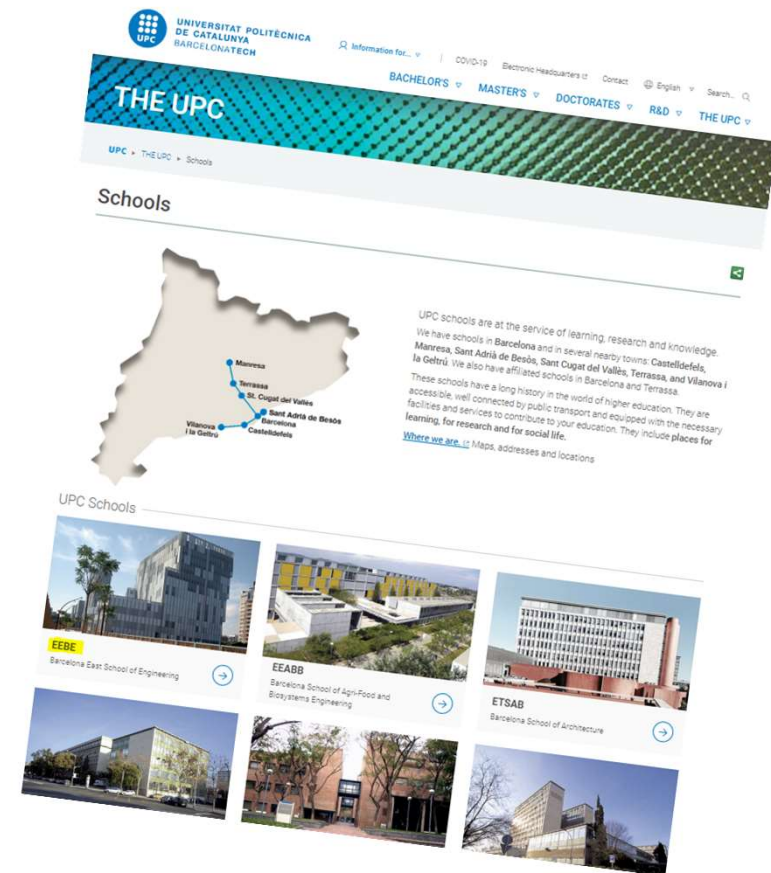 UPC
UNIVERSITAT POLITÈCNICA
DE CATALUNYA
BARCELONATECH
Information for...
COVID-19
Electronic Headquarters
Contact
English
Search...
BACHELOR'S
MASTER'S
DOCTORATES
R&D
THE UPC
THE UPC
UPC ▸ THE UPC ▸ Schools
Schools
Manresa
Terrassa
St. Cugat del Vallès
Sant Adrià de Besòs
Barcelona
Castelldefels
Vilanova
i la Geltrú
UPC schools are at the service of learning, research and knowledge.
We have schools in Barcelona and in several nearby towns: Castelldefels,
Manresa, Sant Adrià de Besòs, Sant Cugat del Vallès, Terrassa, and Vilanova i
la Geltrú. We also have affiliated schools in Barcelona and Terrassa.
These schools have a long history in the world of higher education. They are
accessible, well connected by public transport and equipped with the necessary
facilities and services to contribute to your education. They include places for
learning, for research and for social life.
Where we are. Maps, addresses and locations
UPC Schools
EEBE
Barcelona East School of Engineering
EEABB
Barcelona School of Agri-Food and
Biosystems Engineering
ETSAB
Barcelona School of Architecture